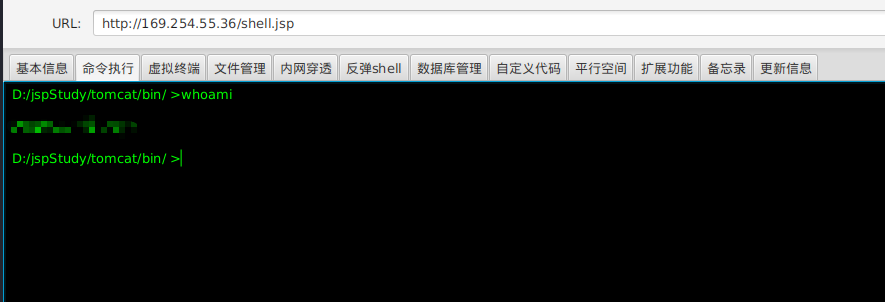 URL: http://169.254.55.36/shell.jsp
基本信息 命令执行 虚拟终端 文件管理 内网穿透 反弹shell 数据库管理 自定义代码 平行空间 扩展功能 备忘录 更新信息
D:/jspStudy/tomcat/bin/ >whoami
D:/jspStudy/tomcat/bin/ >